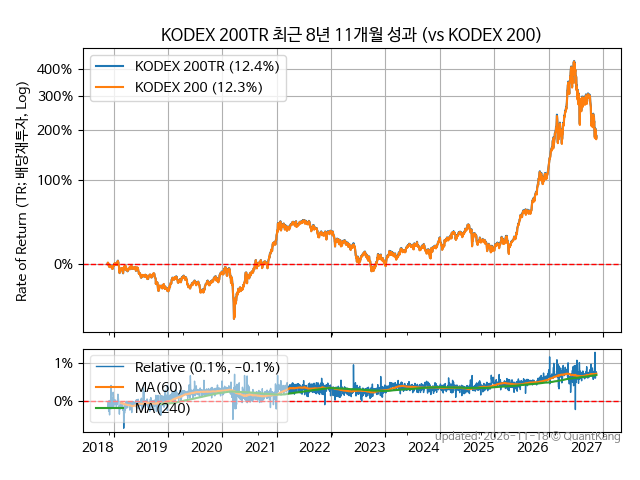 KODEX 200TR 최근 8년 11개월 성과 (vs KODEX 200)
Rate of Return (TR: 배당재투자, Log)
400%
300%
200%
100%
0%
KODEX 200TR (12.4%)
KODEX 200 (12.3%)
1%
0%
Relative (0.1%, -0.1%)
MA(60)
MA(240)
2018 2019 2020 2021 2022 2023 2024 2025 2026 2027
updated: 2026-11-18 © QuantKang